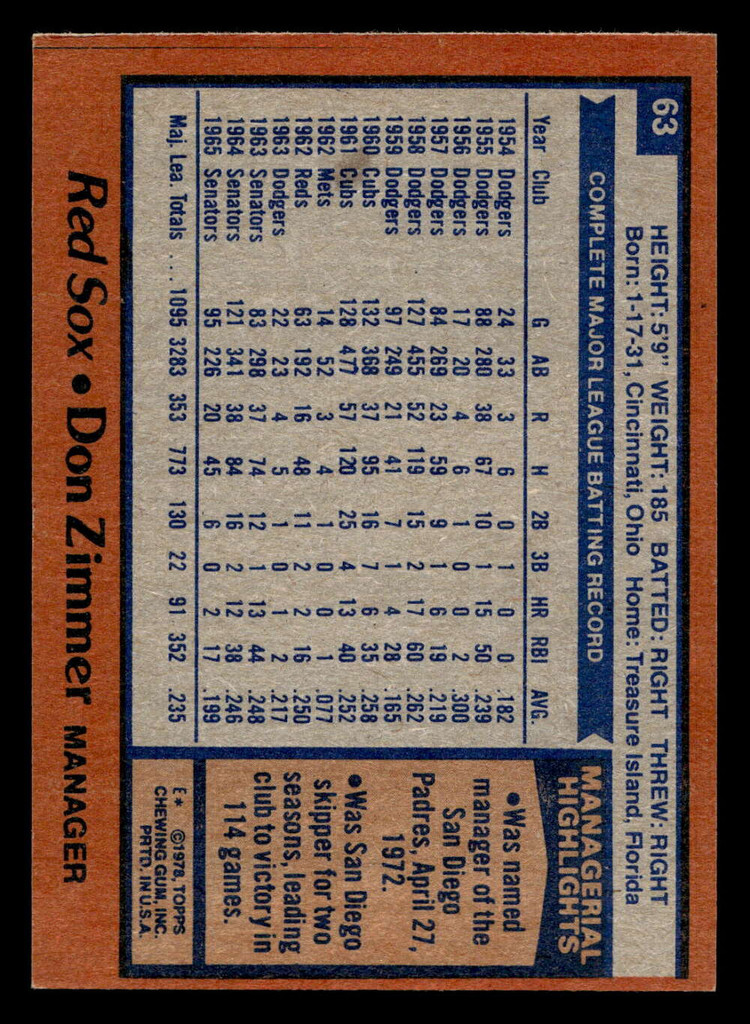 63
HEIGHT: 5'9" WEIGHT: 185 BATTED: RIGHT THREW: RIGHT
Born: 1-17-31, Cincinnati, Ohio Home: Treasure Island, Florida
COMPLETE MAJOR LEAGUE BATTING RECORD
Year Club G AB R H 2B 3B HR RBI AVG.
1954 Dodgers 24 33 3 6 0 1 0 0 .182
1955 Dodgers 88 280 38 67 10 1 15 50 .239
1956 Dodgers 17 20 4 6 1 0 0 2 .300
1957 Dodgers 84 269 23 59 9 1 6 19 .219
1958 Dodgers 127 455 52 119 15 2 17 60 .262
1959 Dodgers 97 249 21 41 7 1 4 28 .165
1960 Cubs 132 368 37 95 16 7 6 35 .258
1961 Cubs 128 477 57 120 25 4 13 40 .252
1962 Mets 14 52 3 4 1 0 0 1 .077
1962 Reds 63 192 16 48 11 2 2 16 .250
1963 Dodgers 22 23 4 5 1 0 1 2 .217
1963 Senators 83 298 37 74 12 1 13 44 .248
1964 Senators 121 341 38 84 16 2 12 38 .246
1965 Senators 95 226 20 45 6 0 2 17 .199
Maj. Lea. Totals ... 1095 3283 353 773 130 22 91 352 .235
MANAGERIAL
HIGHLIGHTS
•Was named
manager of the
San Diego
Padres, April 27,
1972.
•Was San Diego
skipper for two
seasons, leading
club to victory in
114 games.
E* ©1978, TOPPS
CHEWING GUM, INC.
PRTD. IN U.S.A.
Red Sox • Don Zimmer MANAGER